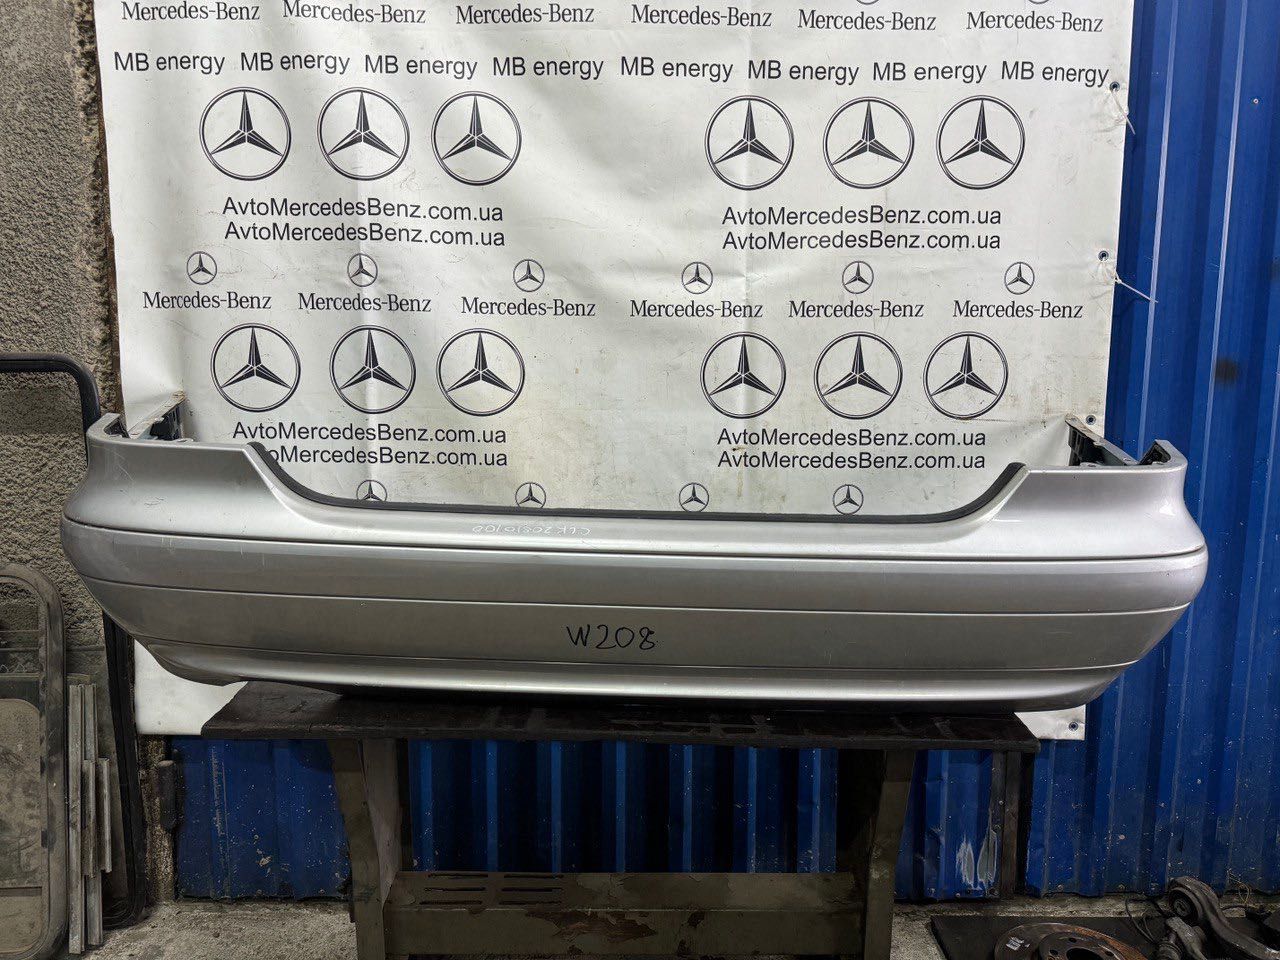 Mercedes-Benz Mercedes-Benz Mercedes-Benz Mercedes-Benz Mercedes-Benz Mercedes-Benz
MB energy MB energy MB energy MB energy MB energy MB energy MB energy MB energy
AvtoMercedesBenz.com.ua AvtoMercedesBenz.com.ua
AvtoMercedesBenz.com.ua AvtoMercedesBenz.com.ua
Mercedes-Benz Mercedes-Benz Mercedes-Benz Mercedes-Benz Mercedes-Benz Mercedes-Benz
AvtoMercedesBenz.com.ua AvtoMercedesBenz.com.ua
MercedesBenz.com.ua AvtoMercedesBenz.com.ua
W208